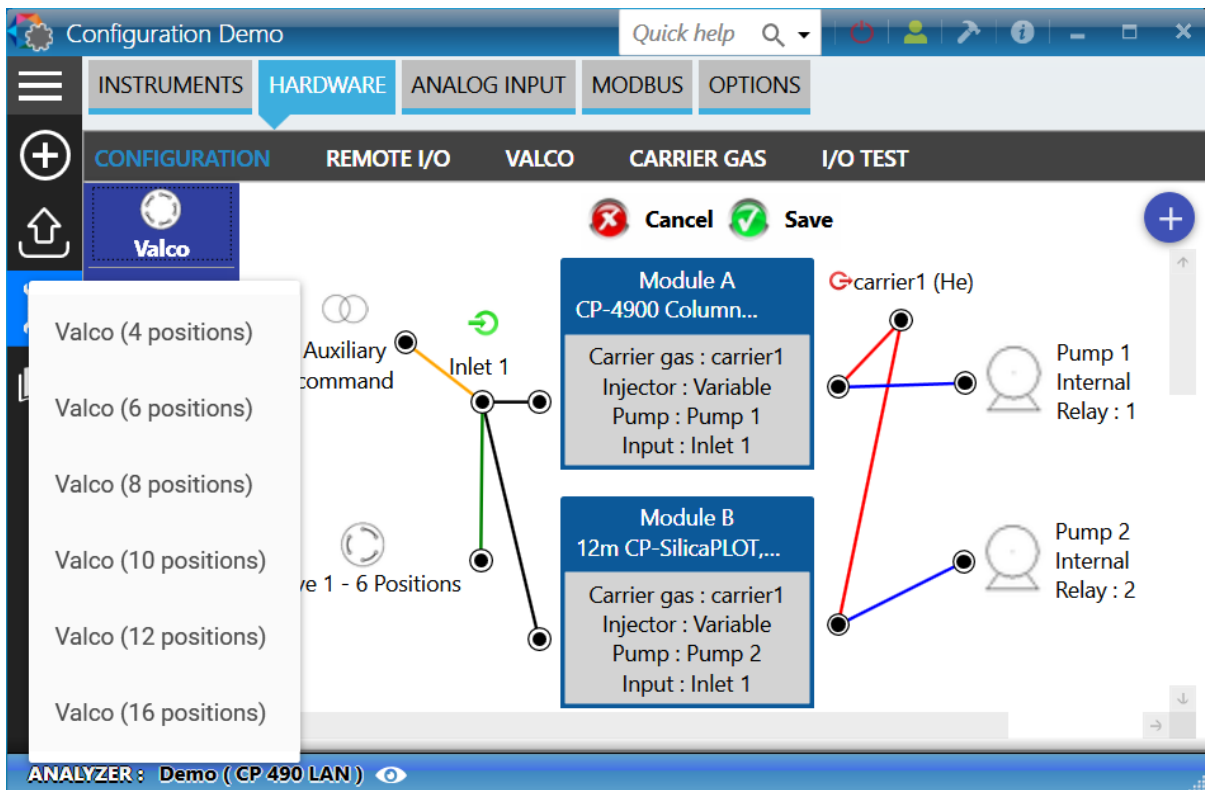 Configuration Demo
Quick help
INSTRUMENTS HARDWARE ANALOG INPUT MODBUS OPTIONS
CONFIGURATION REMOTE I/O VALCO CARRIER GAS I/O TEST
Valco
Cancel Save
Valco (4 positions)
Valco (6 positions)
Valco (8 positions)
Valco (10 positions)
Valco (12 positions)
Valco (16 positions)
Auxiliary
command
Inlet 1
1 - 6 Positions
Module A
CP-4900 Column...
Carrier gas : carrier1
Injector : Variable
Pump : Pump 1
Input : Inlet 1
Module B
12m CP-SilicaPLOT,...
Carrier gas : carrier1
Injector : Variable
Pump : Pump 2
Input : Inlet 1
carrier1 (He)
Pump 1
Internal
Relay : 1
Pump 2
Internal
Relay : 2
ANALYZER : Demo ( CP 490 LAN )